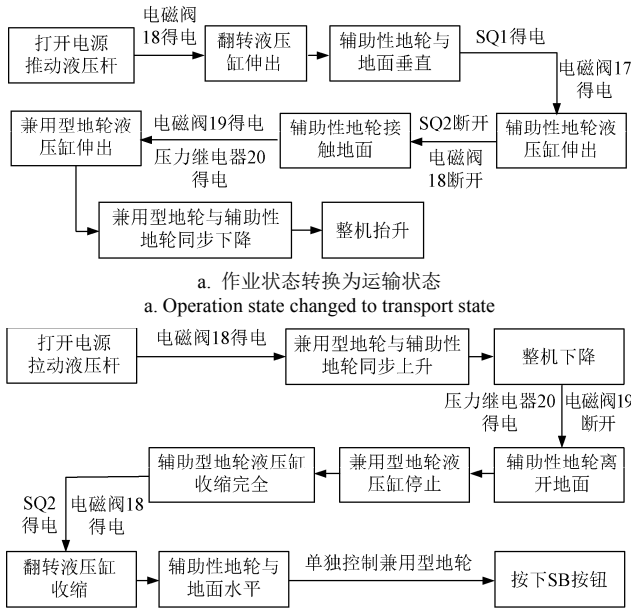 打开电源
推动液压杆
电磁阀
18得电
翻转液压
缸伸出
辅助性地轮与
地面垂直
SQ1得电
电磁阀17
得电
辅助性地轮液
压缸伸出
SQ2断开
电磁阀
18断开
辅助性地轮接
触地面
电磁阀19得电
压力继电器20
得电
兼用型地轮液
压缸伸出
兼用型地轮与辅助性
地轮同步下降
整机抬升
a. 作业状态转换为运输状态
a. Operation state changed to transport state
打开电源
拉动液压杆
电磁阀18得电
兼用型地轮与辅助性
地轮同步上升
整机下降
压力继电器20
得电
电磁阀19
断开
辅助性地轮离
开地面
兼用型地轮液
压缸停止
辅助型地轮液压缸
收缩完全
SQ2
得电
电磁阀18
得电
翻转液压缸
收缩
辅助性地轮与
地面水平
单独控制兼用型地轮
按下SB按钮